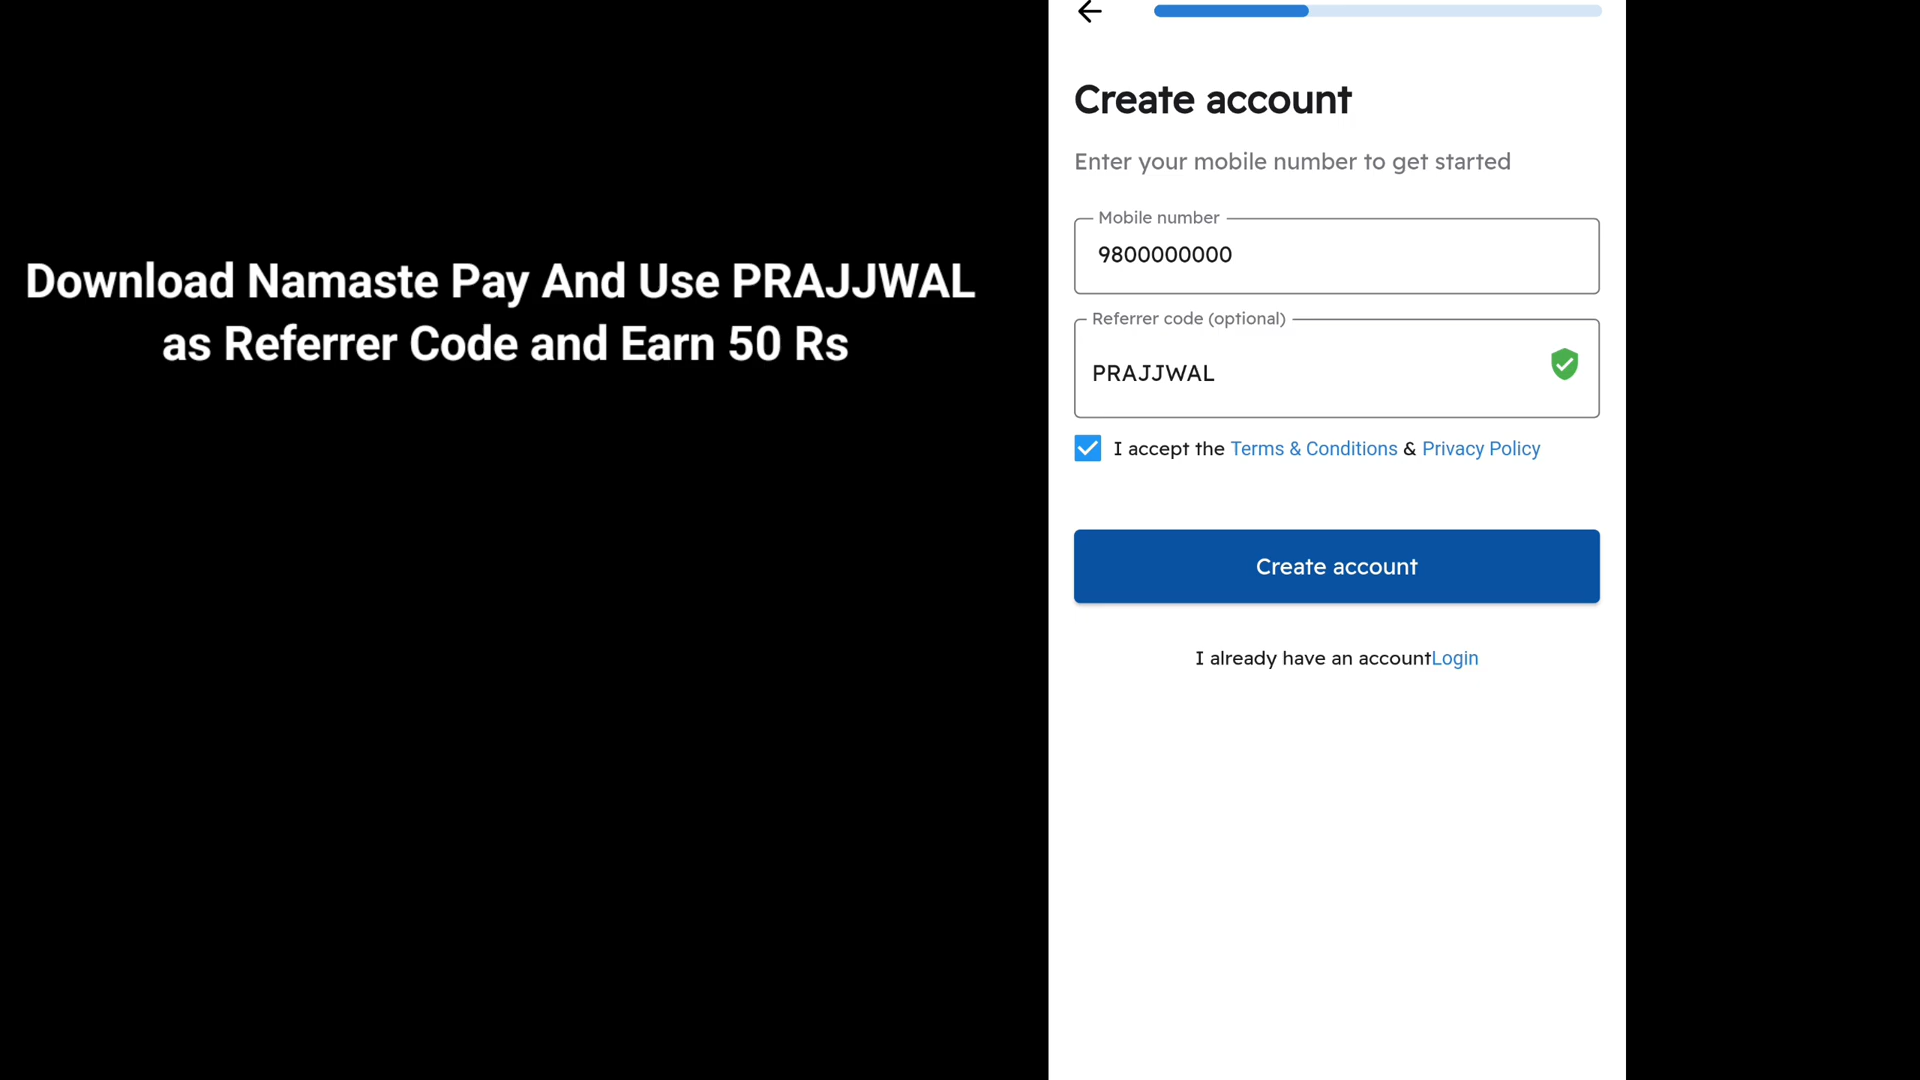 Download Namaste Pay And Use PRAJJWAL
as Referrer Code and Earn 50 Rs
Create account
Enter your mobile number to get started
Mobile number
9800000000
Referrer code (optional)
PRAJJWAL
I accept the Terms & Conditions & Privacy Policy
Create account
I already have an accountLogin